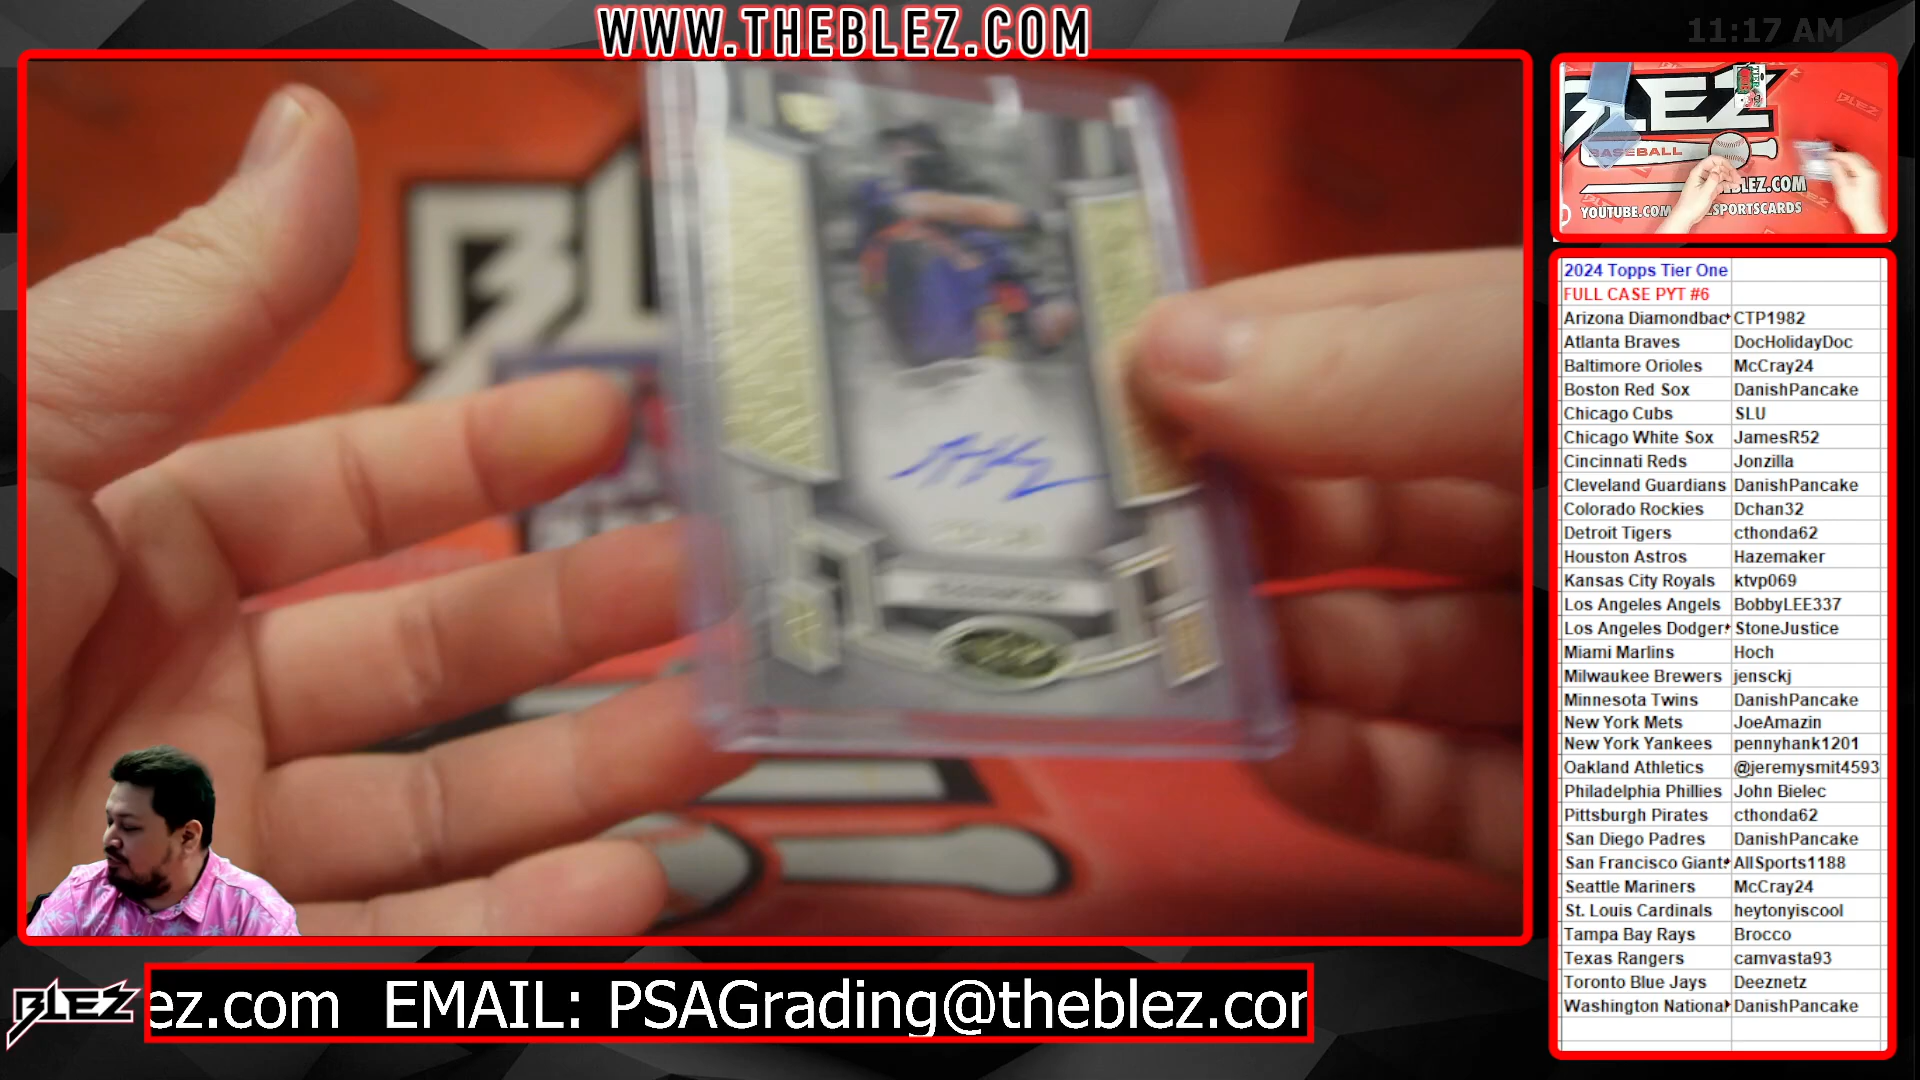 WWW.THEBLEZ.COM
11:17 AM
BLEZ
BASEBALL
YOUTUBE.COM
2024 Topps Tier One
FULL CASE PYT #6
Arizona Diamondbac CTP1982
Atlanta Braves DocHolidayDoc
Baltimore Orioles McCray24
Boston Red Sox DanishPancake
Chicago Cubs SLU
Chicago White Sox JamesR52
Cincinnati Reds Jonzilla
Cleveland Guardians DanishPancake
Colorado Rockies Dchan32
Detroit Tigers cthonda62
Houston Astros Hazemaker
Kansas City Royals ktvp069
Los Angeles Angels BobbyLEE337
Los Angeles Dodger StoneJustice
Miami Marlins Hoch
Milwaukee Brewers jensckj
Minnesota Twins DanishPancake
New York Mets JoeAmazin
New York Yankees pennyhank1201
Oakland Athletics @jeremysmit4593
Philadelphia Phillies John Bielec
Pittsburgh Pirates cthonda62
San Diego Padres DanishPancake
San Francisco Giant AllSports1188
Seattle Mariners McCray24
St. Louis Cardinals heytonyiscool
Tampa Bay Rays Brocco
Texas Rangers camvasta93
Toronto Blue Jays Deeznetz
Washington National DanishPancake
BLEZ
ez.com EMAIL: PSAGrading@theblez.com